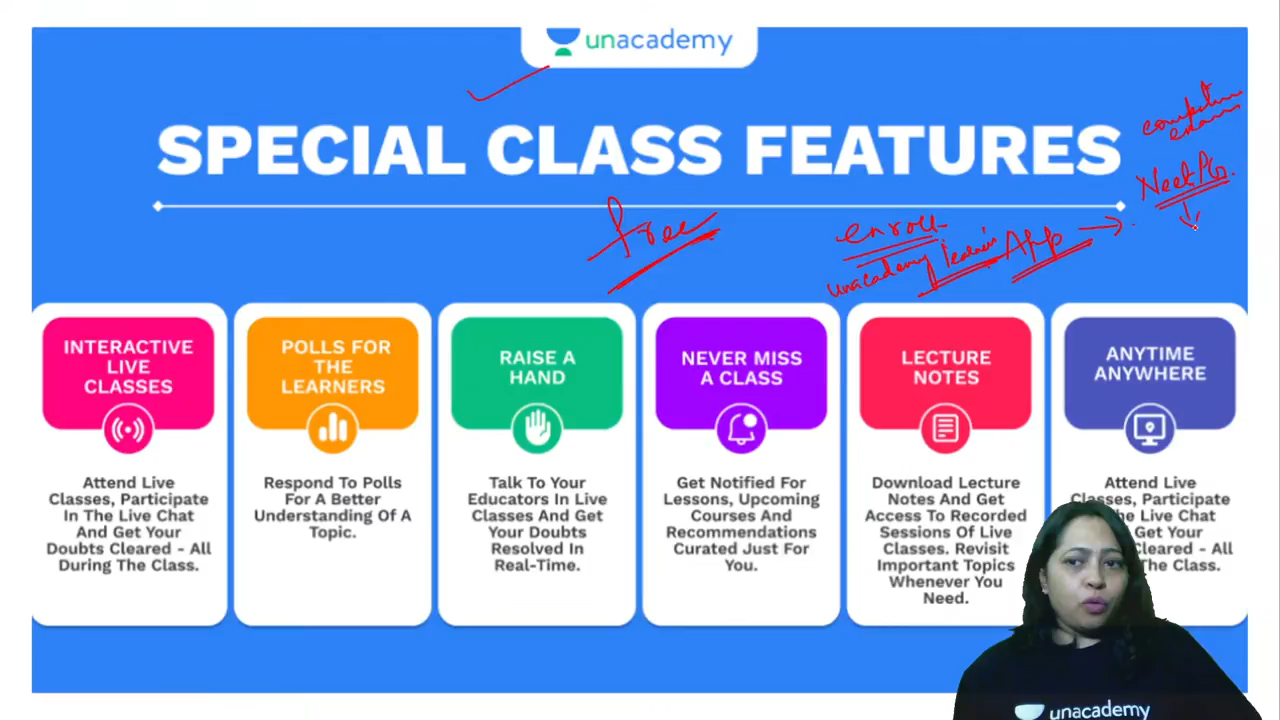 unacademy
SPECIAL CLASS FEATURES
competitive
exams
Neet PG.
free
enroll
unacademy learner App
INTERACTIVE
LIVE
CLASSES
Attend Live
Classes, Participate
In The Live Chat
And Get Your
Doubts Cleared - All
During The Class.
POLLS FOR
THE
LEARNERS
Respond To Polls
For A Better
Understanding Of A
Topic.
RAISE A
HAND
Talk To Your
Educators In Live
Classes And Get
Your Doubts
Resolved In
Real-Time.
NEVER MISS
A CLASS
Get Notified For
Lessons, Upcoming
Courses And
Recommendations
Curated Just For
You.
LECTURE
NOTES
Download Lecture
Notes And Get
Access To Recorded
Sessions Of Live
Classes. Revisit
Important Topics
Whenever You
Need.
ANYTIME
ANYWHERE
Attend Live
Classes, Participate
he Live Chat
Get Your
Cleared - All
The Class.
unacademy